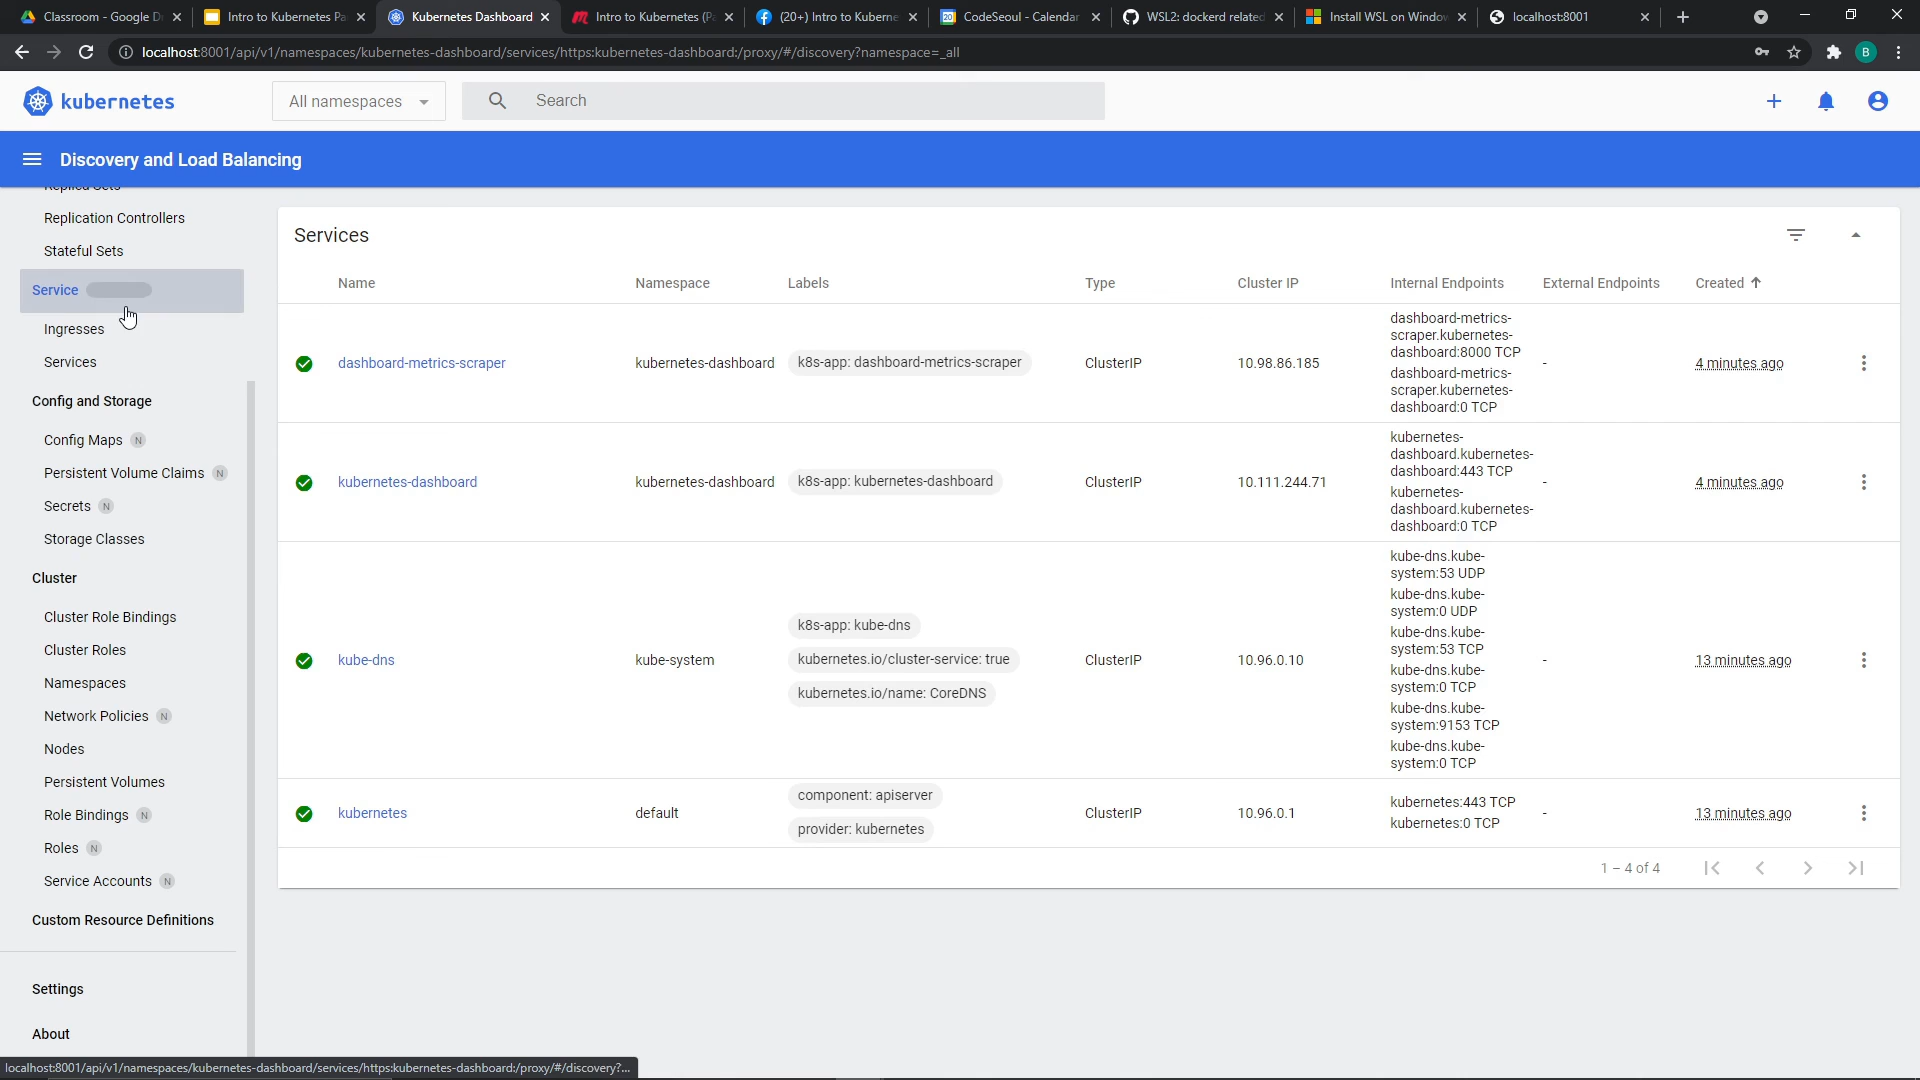 Classroom - Google Dr
Intro to Kubernetes Pa
Kubernetes Dashboard
Intro to Kubernetes (Pa
(20+) Intro to Kuberne
20
CodeSeoul - Calendar
WSL2: dockerd related
Install WSL on Window
localhost:8001
localhost:8001/api/v1/namespaces/kubernetes-dashboard/services/https:kubernetes-dashboard:/proxy/#/discovery?namespace=_all
B
kubernetes
All namespaces
Search
Discovery and Load Balancing
Replica Sets
Replication Controllers
Stateful Sets
Service
Ingresses
Services
Config and Storage
Config Maps N
Persistent Volume Claims N
Secrets N
Storage Classes
Cluster
Cluster Role Bindings
Cluster Roles
Namespaces
Network Policies N
Nodes
Persistent Volumes
Role Bindings N
Roles N
Service Accounts N
Custom Resource Definitions
Settings
About
Services
Name Namespace Labels Type Cluster IP Internal Endpoints External Endpoints Created
dashboard-metrics-scraper kubernetes-dashboard k8s-app: dashboard-metrics-scraper ClusterIP 10.98.86.185
dashboard-metrics-
scraper.kubernetes-
dashboard:8000 TCP
dashboard-metrics-
scraper.kubernetes-
dashboard:0 TCP
- 4 minutes ago
kubernetes-dashboard kubernetes-dashboard k8s-app: kubernetes-dashboard ClusterIP 10.111.244.71
kubernetes-
dashboard.kubernetes-
dashboard:443 TCP
kubernetes-
dashboard.kubernetes-
dashboard:0 TCP
- 4 minutes ago
kube-dns kube-system
k8s-app: kube-dns
kubernetes.io/cluster-service: true
kubernetes.io/name: CoreDNS
ClusterIP 10.96.0.10
kube-dns.kube-
system:53 UDP
kube-dns.kube-
system:0 UDP
kube-dns.kube-
system:53 TCP
kube-dns.kube-
system:0 TCP
kube-dns.kube-
system:9153 TCP
kube-dns.kube-
system:0 TCP
- 13 minutes ago
kubernetes default
component: apiserver
provider: kubernetes
ClusterIP 10.96.0.1
kubernetes:443 TCP
kubernetes:0 TCP
- 13 minutes ago
1 – 4 of 4
localhost:8001/api/v1/namespaces/kubernetes-dashboard/services/https:kubernetes-dashboard:/proxy/#/discovery?...